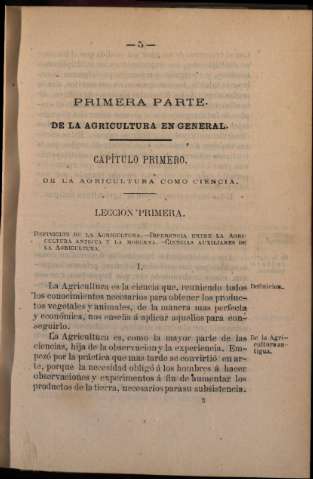 — 5 —
PRIMERA PARTE.
DE LA AGRICULTURA EN GENERAL.
CAPÍTULO PRIMERO.
DE LA AGRICULTURA COMO CIENCIA.
LECCION PRIMERA.
DEFINICION DE LA AGRICULTURA.—DIFERENCIA ENTRE LA AGRI-
CULTURA ANTIGUA Y LA MODERNA.—CIENCIAS AUXILIARES DE
LA AGRICULTURA.
I.
La Agricultura es la ciencia que, reuniendo todos
los conocimientos necesarios para obtener los produc-
tos vegetales y animales, de la manera mas perfecta
y económica, nos enseña á aplicar aquellos para con-
seguirlo.
Definicion.
La Agricultura es, como la mayor parte de las
ciencias, hija de la observacion y la experiencia. Em-
pezó por la práctica que mas tarde se convirtió en ar-
te, porque la necesidad obligó á los hombres á hacer
observaciones y experimentos á fin de aumentar los
productos de la tierra, necesarios para su subsistencia.
De la Agri-
cultura an-
tigua.
2